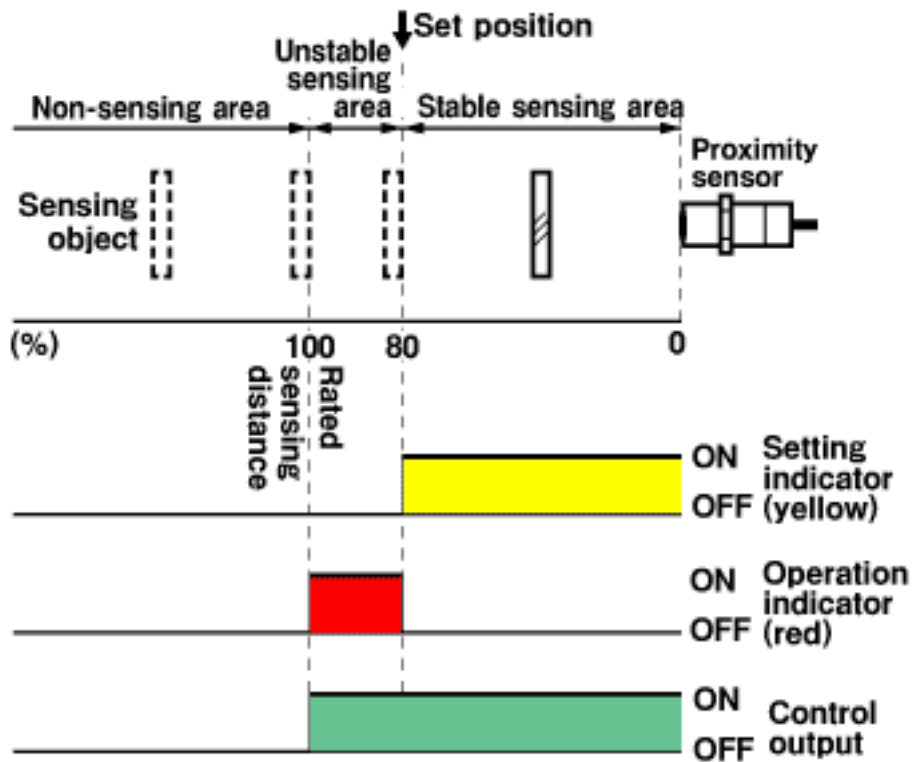 Set position
Unstable
sensing
area
Non-sensing area
Stable sensing area
Proximity
sensor
Sensing
object
(%)
100
80
0
Rated
sensing
distance
ON
OFF
Setting
indicator
(yellow)
ON
OFF
Operation
indicator
(red)
ON
OFF
Control
output